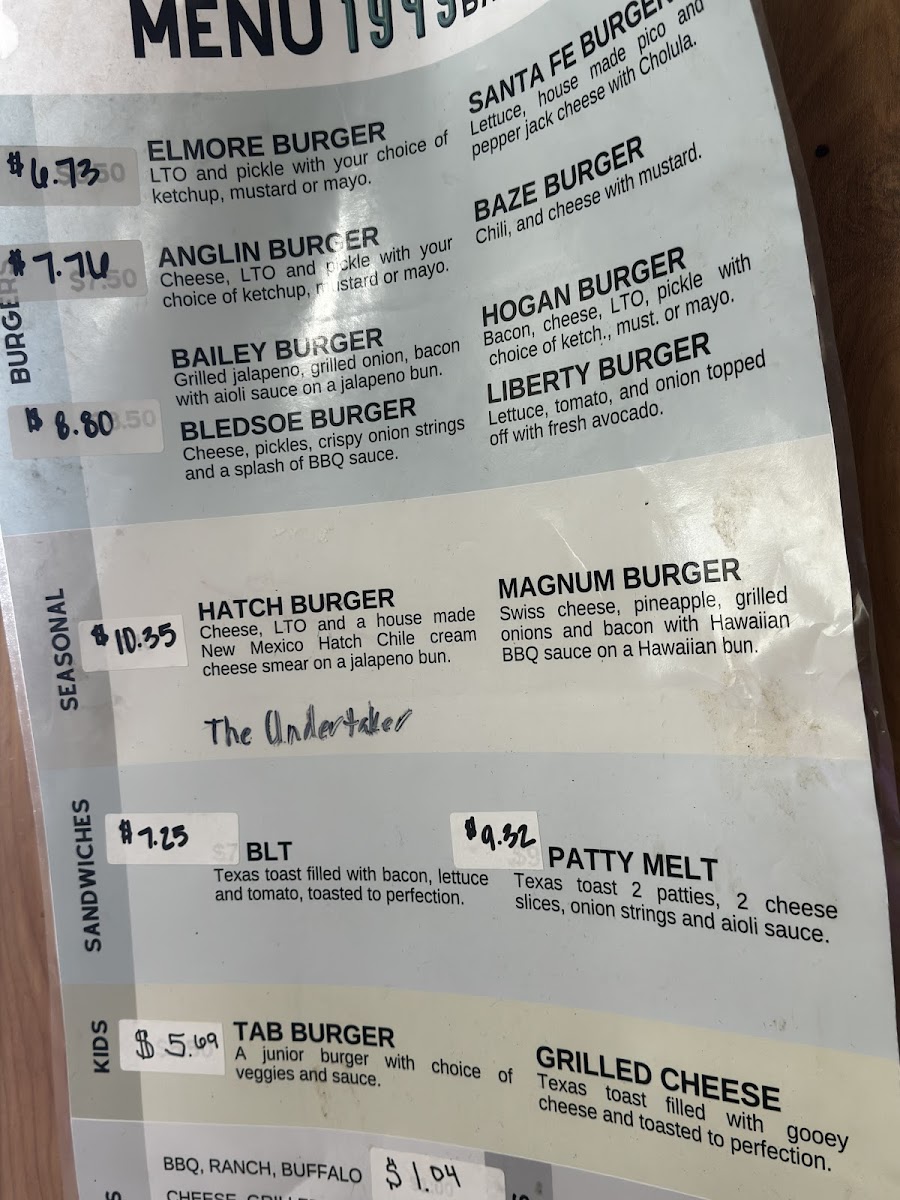 MENU 1949
BURGERS
$6.73
ELMORE BURGER
LTO and pickle with your choice of
ketchup, mustard or mayo.
SANTA FE BURGER
Lettuce, house made pico and
pepper jack cheese with Cholula.
$7.76
$7.50
ANGLIN BURGER
Cheese, LTO and pickle with your
choice of ketchup, mustard or mayo.
BAZE BURGER
Chili, and cheese with mustard.
BAILEY BURGER
Grilled jalapeno, grilled onion, bacon
with aioli sauce on a jalapeno bun.
HOGAN BURGER
Bacon, cheese, LTO, pickle with
choice of ketch., must. or mayo.
$8.80
BLEDSOE BURGER
Cheese, pickles, crispy onion strings
and a splash of BBQ sauce.
LIBERTY BURGER
Lettuce, tomato, and onion topped
off with fresh avocado.
SEASONAL
$10.35
HATCH BURGER
Cheese, LTO and a house made
New Mexico Hatch Chile cream
cheese smear on a jalapeno bun.
MAGNUM BURGER
Swiss cheese, pineapple, grilled
onions and bacon with Hawaiian
BBQ sauce on a Hawaiian bun.
The Undertaker
SANDWICHES
$7.25
BLT
Texas toast filled with bacon, lettuce
and tomato, toasted to perfection.
$9.32
PATTY MELT
Texas toast 2 patties, 2 cheese
slices, onion strings and aioli sauce.
KIDS
$5.69
TAB BURGER
A junior burger with choice of
veggies and sauce.
GRILLED CHEESE
Texas toast filled with gooey
cheese and toasted to perfection.
BBQ, RANCH, BUFFALO
$1.04